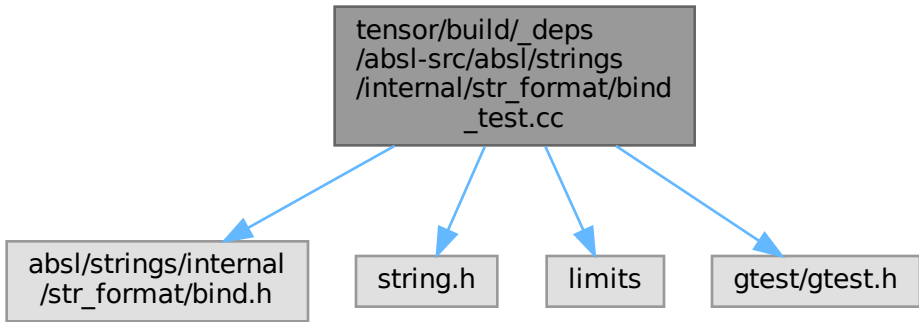 tensor/build/_deps
/absl-src/absl/strings
/internal/str_format/bind
_test.cc
absl/strings/internal
/str_format/bind.h
string.h
limits
gtest/gtest.h